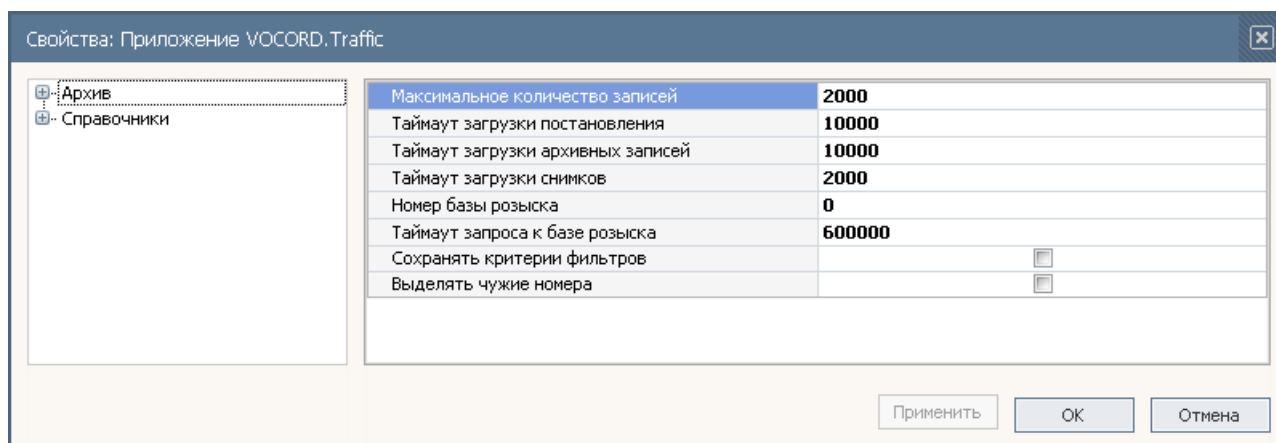 Свойства: Приложение VOCORD.Traffic
Архив
Справочники
Максимальное количество записей 2000
Таймаут загрузки постановления 10000
Таймаут загрузки архивных записей 10000
Таймаут загрузки снимков 2000
Номер базы розыска 0
Таймаут запроса к базе розыска 600000
Сохранять критерии фильтров
Выделять чужие номера
Применить OK Отмена